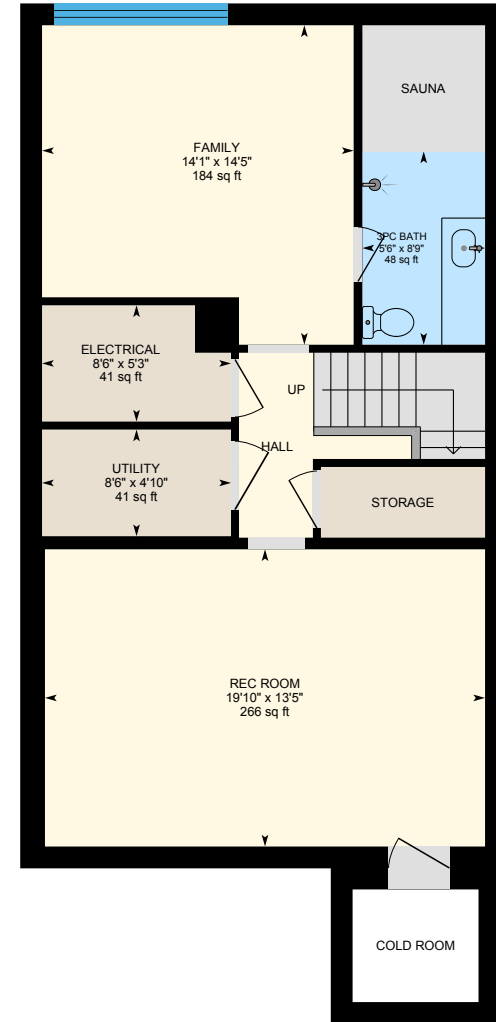 SAUNA
FAMILY
14'1" x 14'5"
184 sq ft
3PC BATH
5'6" x 8'9"
48 sq ft
ELECTRICAL
8'6" x 5'3"
41 sq ft
UP
HALL
UTILITY
8'6" x 4'10"
41 sq ft
STORAGE
REC ROOM
19'10" x 13'5"
266 sq ft
COLD ROOM